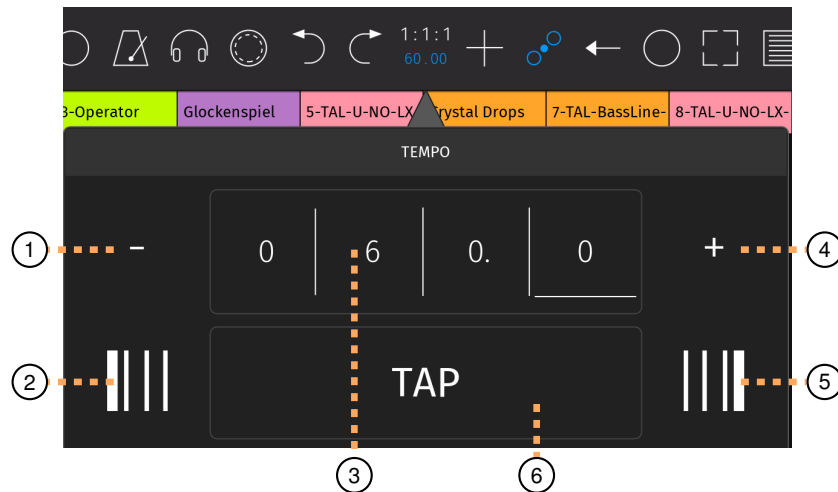 1:1:1
60.00
3-Operator Glockenspiel 5-TAL-U-NO-LX Crystal Drops 7-TAL-BassLine- 8-TAL-U-NO-LX-
TEMPO
1 - 0 6 0. 0 + 4
2 TAP 5
3 6